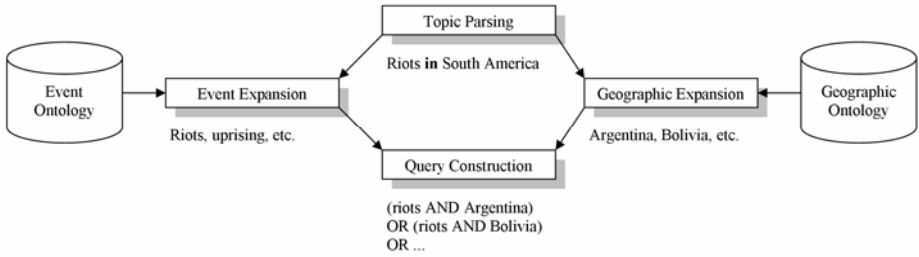 Topic Parsing
Riots in South America
Event
Ontology
Event Expansion
Riots, uprising, etc.
Geographic Expansion
Argentina, Bolivia, etc.
Geographic
Ontology
Query Construction
(riots AND Argentina)
OR (riots AND Bolivia)
OR ...